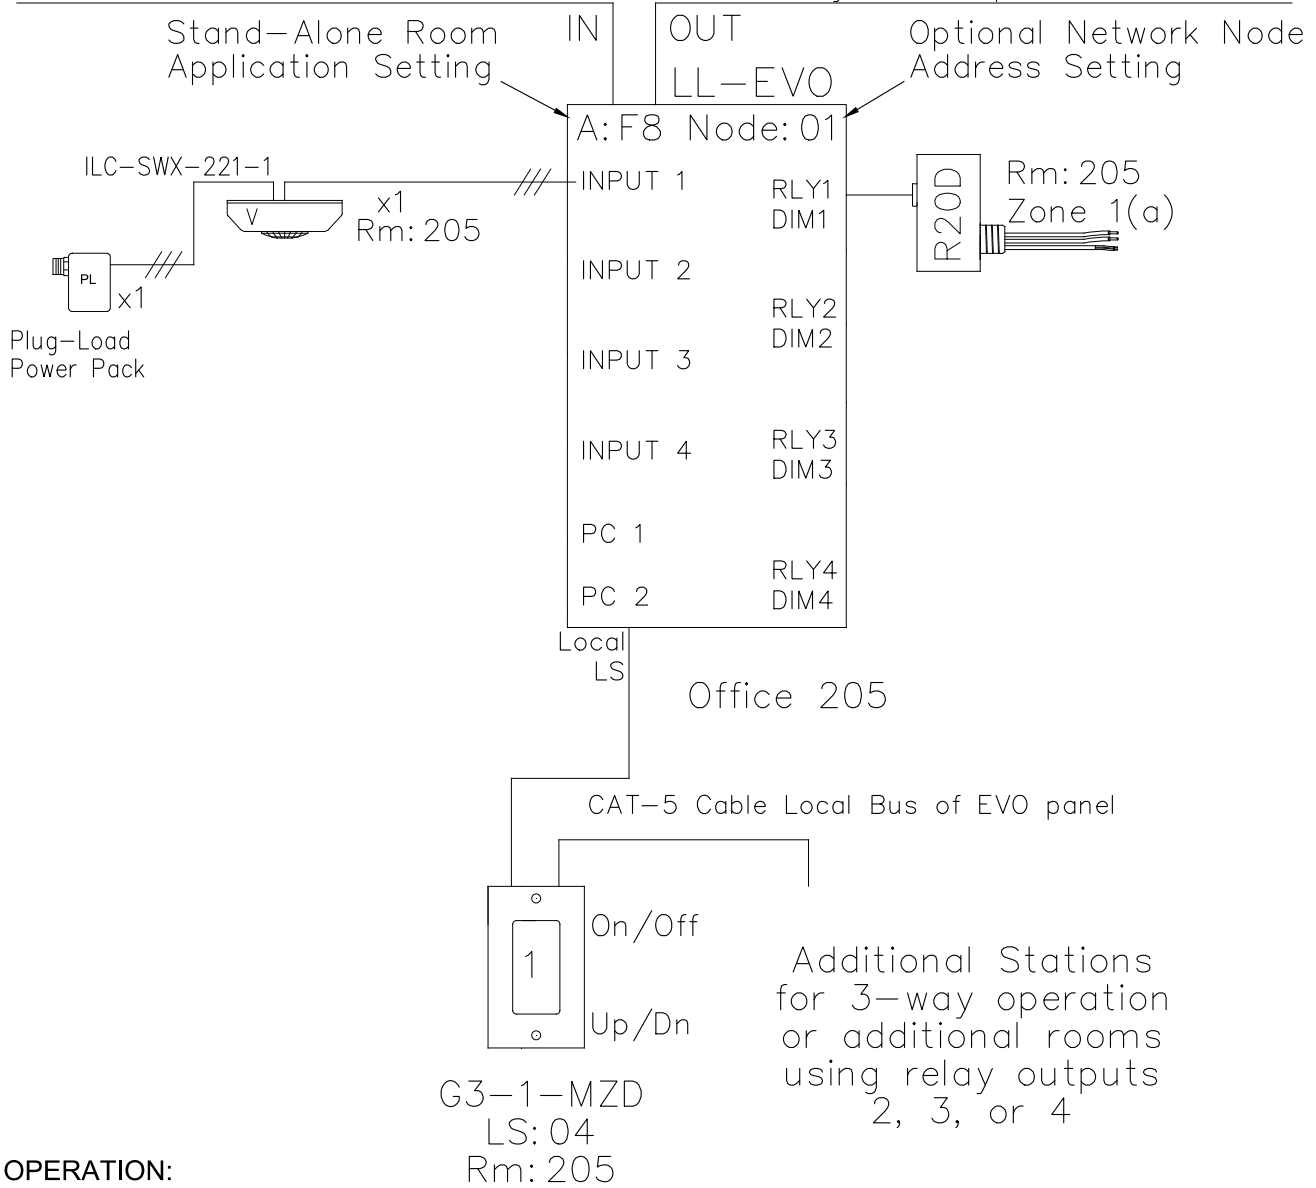 IN
OUT
Stand-Alone Room
Application Setting
Optional Network Node
Address Setting
LL-EVO
A:F8 Node:01
ILC-SWX-221-1
V
x1
Rm:205
PL
x1
Plug-Load
Power Pack
INPUT 1
INPUT 2
INPUT 3
INPUT 4
PC 1
PC 2
RLY1
DIM1
RLY2
DIM2
RLY3
DIM3
RLY4
DIM4
R20D
Rm:205
Zone 1(a)
Local
LS
Office 205
CAT-5 Cable Local Bus of EVO panel
1
On/Off
Up/Dn
G3-1-MZD
LS:04
Rm:205
Additional Stations
for 3-way operation
or additional rooms
using relay outputs
2, 3, or 4
OPERATION: